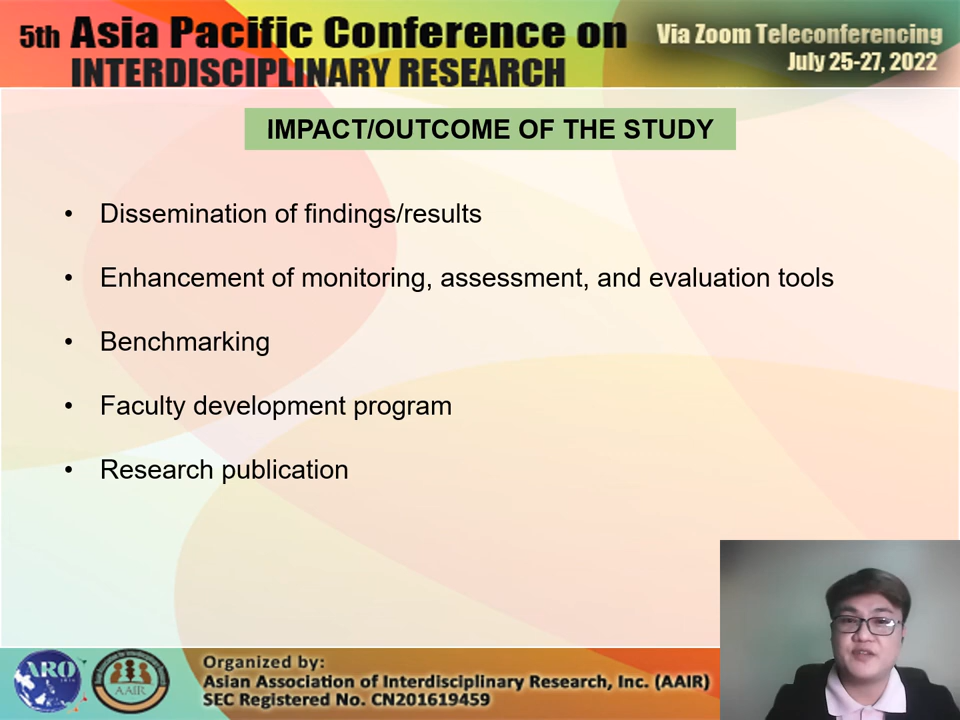 5th Asia Pacific Conference on
INTERDISCIPLINARY RESEARCH
Via Zoom Teleconferencing
July 25-27, 2022
IMPACT/OUTCOME OF THE STUDY
• Dissemination of findings/results
• Enhancement of monitoring, assessment, and evaluation tools
• Benchmarking
• Faculty development program
• Research publication
ARO
AAIR
Organized by:
Asian Association of Interdisciplinary Research, Inc. (AAIR)
SEC Registered No. CN201619459